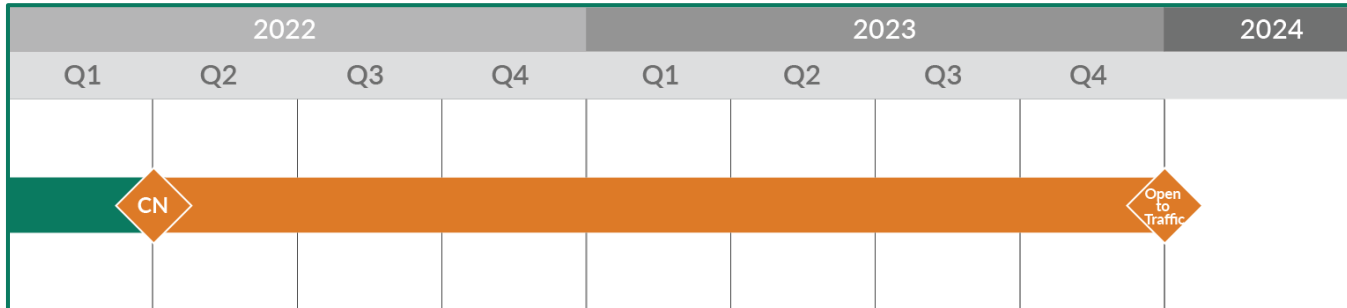 2022 2023 2024
Q1 Q2 Q3 Q4 Q1 Q2 Q3 Q4
CN
Open
to
Traffic